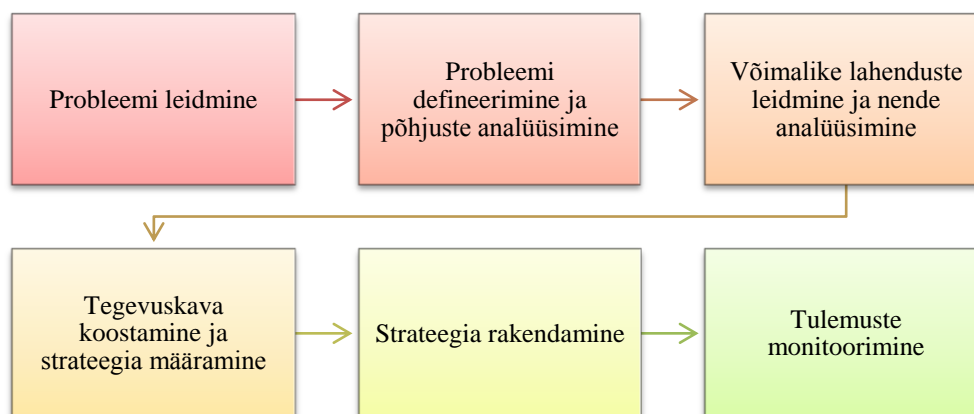 Probleemi leidmine
Probleemi
defineerimine ja
põhjuste analüüsimine
Võimalike lahenduste
leidmine ja nende
analüüsimine
Tegevuskava
koostamine ja
strateegia määramine
Strateegia rakendamine
Tulemuste
monitoorimine